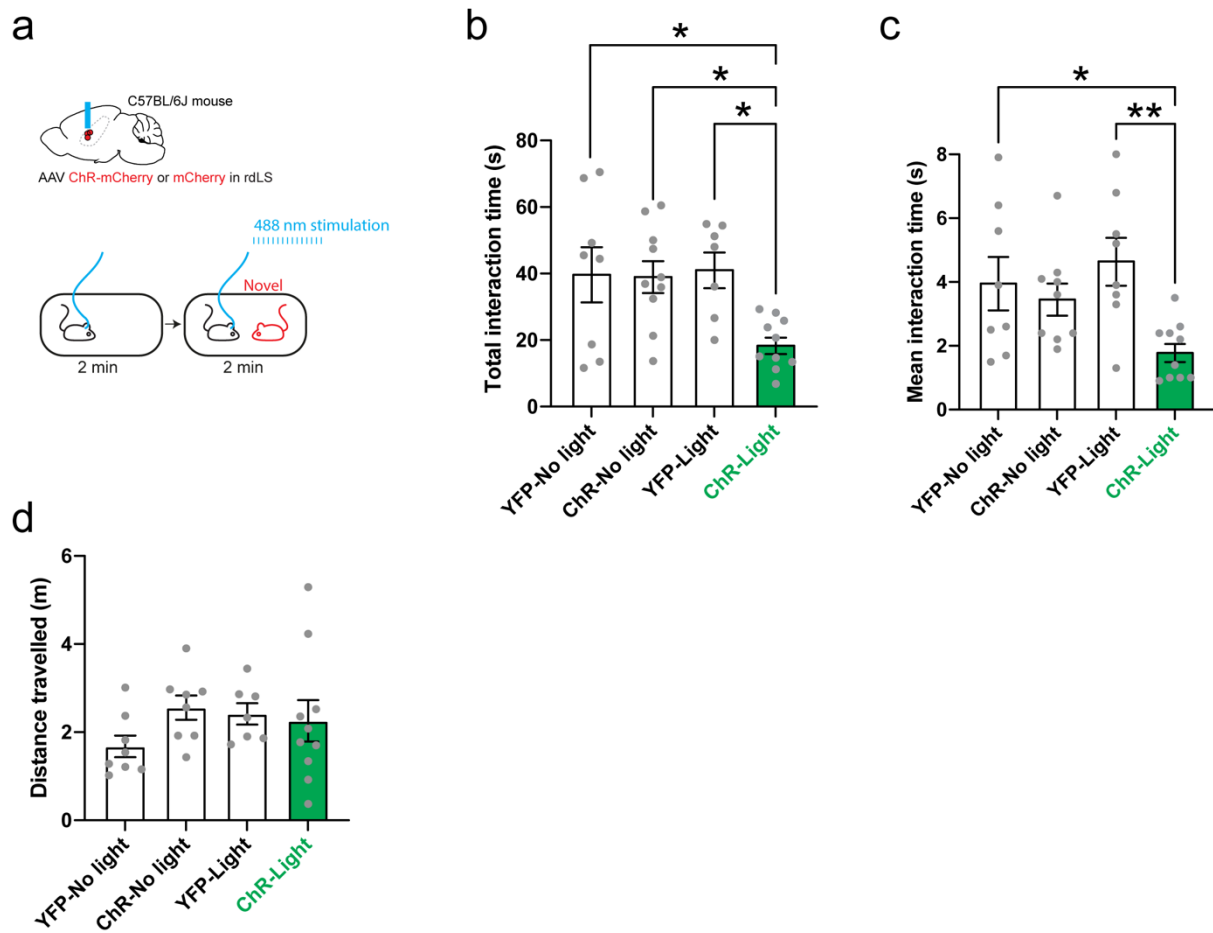 a
C57BL/6J mouse
AAV ChR-mCherry or mCherry in rdLS
488 nm stimulation
Novel
2 min
2 min
b
*
*
*
Total interaction time (s)
80
60
40
20
0
YFP-No light
ChR-No light
YFP-Light
ChR-Light
c
*
**
Mean interaction time (s)
8
6
4
2
0
YFP-No light
ChR-No light
YFP-Light
ChR-Light
d
Distance travelled (m)
6
4
2
0
YFP-No light
ChR-No light
YFP-Light
ChR-Light